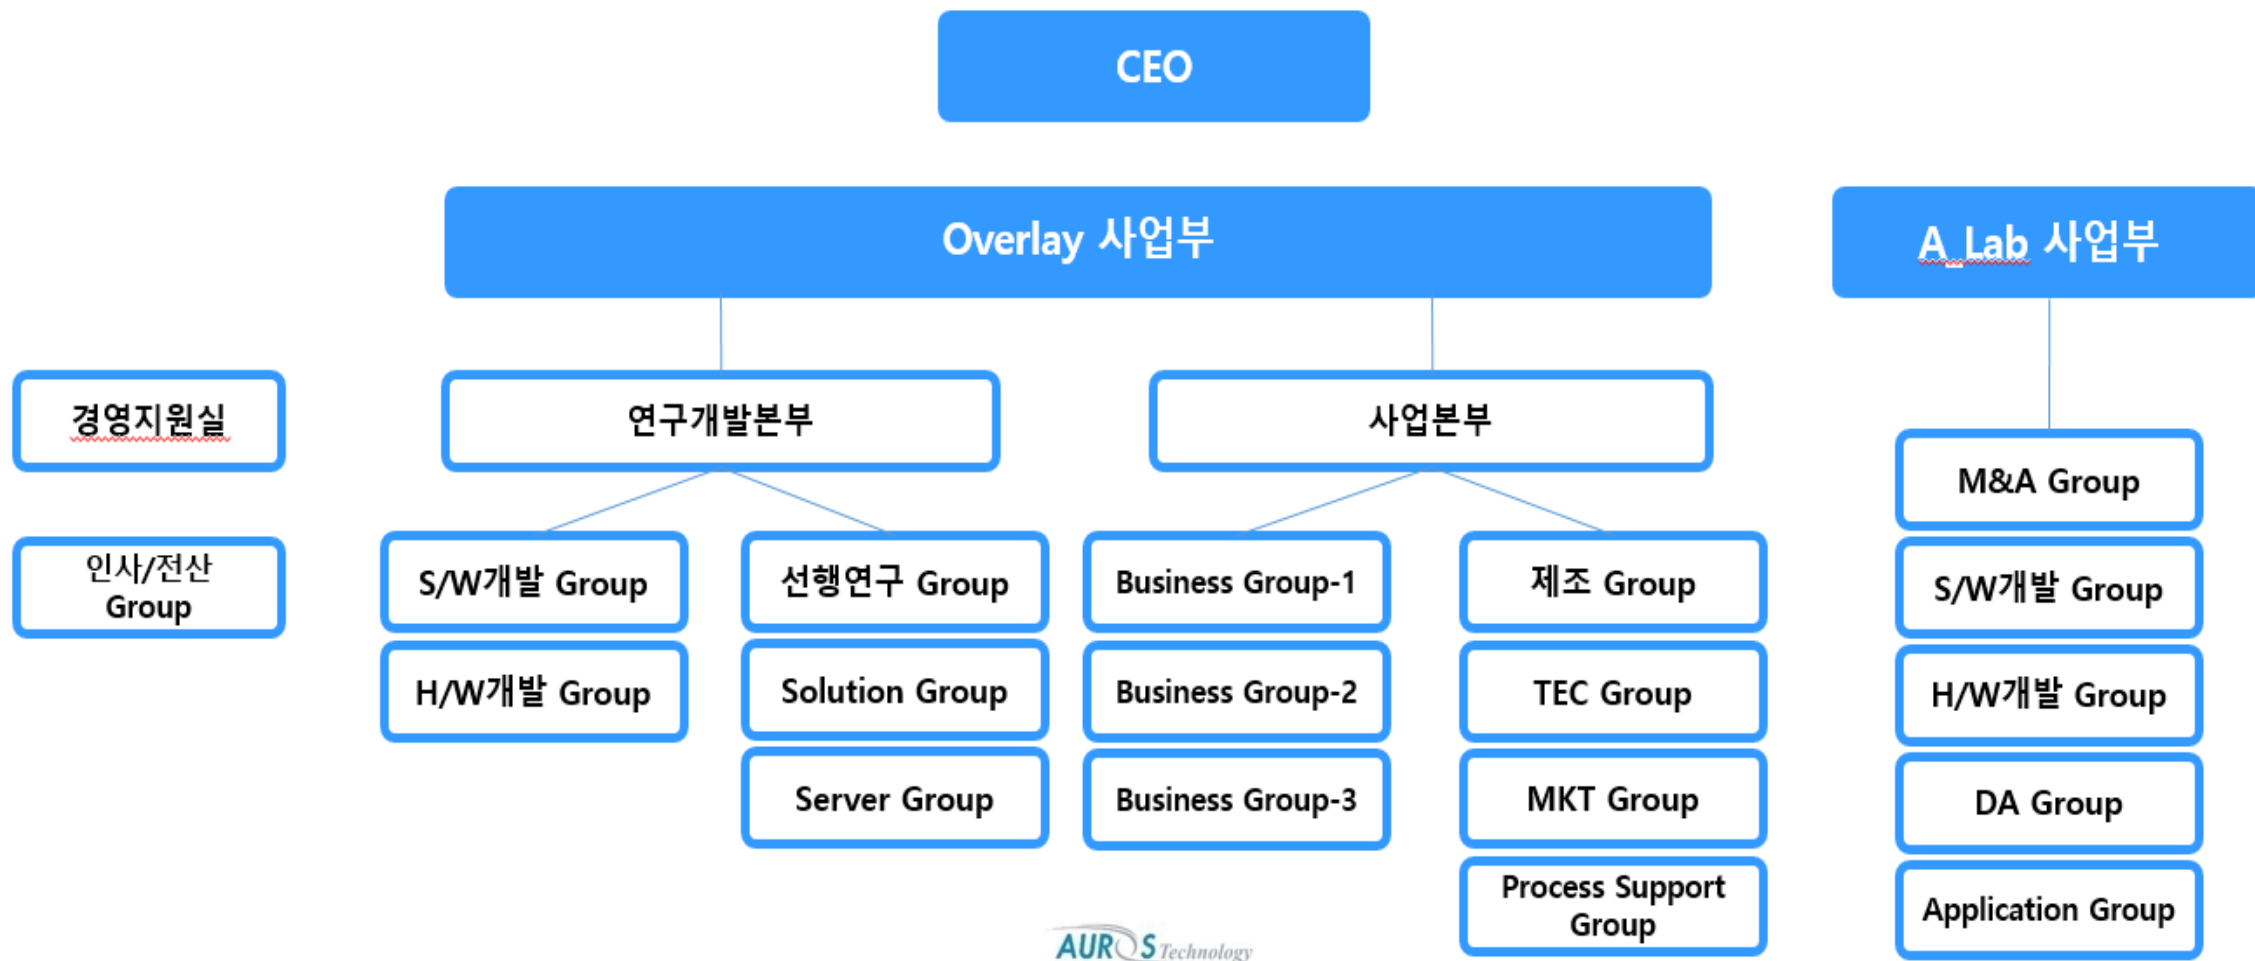 CEO
Overlay 사업부
A_Lab 사업부
경영지원실
연구개발본부
사업본부
인사/전산
Group
S/W개발 Group
H/W개발 Group
선행연구 Group
Solution Group
Server Group
Business Group-1
Business Group-2
Business Group-3
제조 Group
TEC Group
MKT Group
Process Support
Group
M&A Group
S/W개발 Group
H/W개발 Group
DA Group
Application Group
AUROS Technology